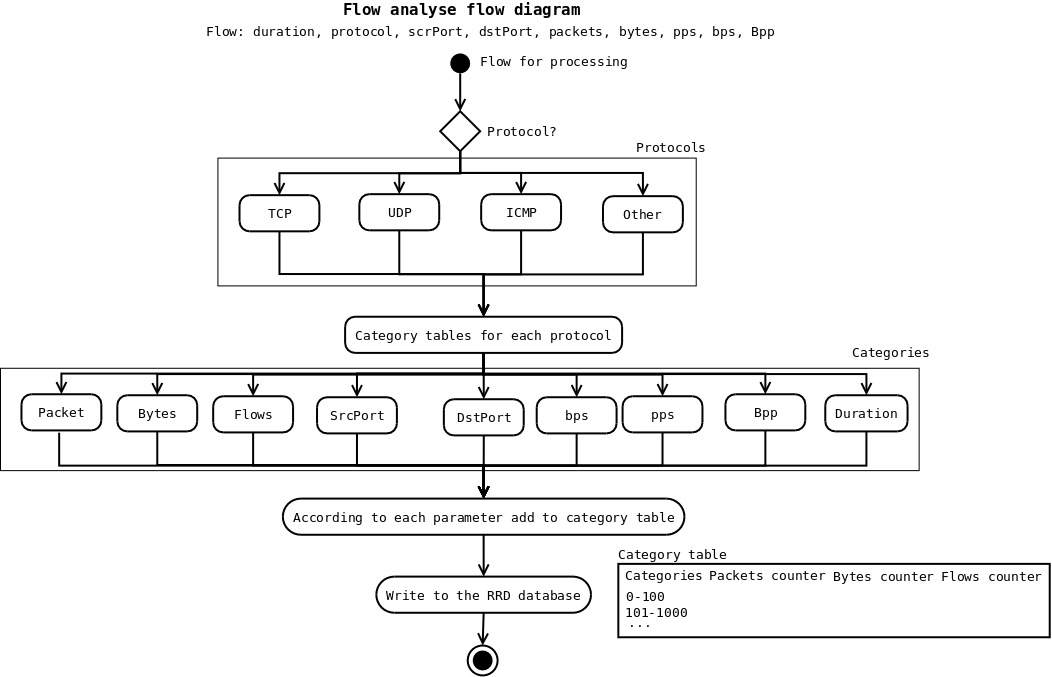 Flow analyse flow diagram
Flow: duration, protocol, scrPort, dstPort, packets, bytes, pps, bps, Bpp
Flow for processing
Protocol?
Protocols
TCP
UDP
ICMP
Other
Category tables for each protocol
Categories
Packet
Bytes
Flows
SrcPort
DstPort
bps
pps
Bpp
Duration
According to each parameter add to category table
Category table
Categories Packets counter Bytes counter Flows counter
0-100
101-1000
...
Write to the RRD database